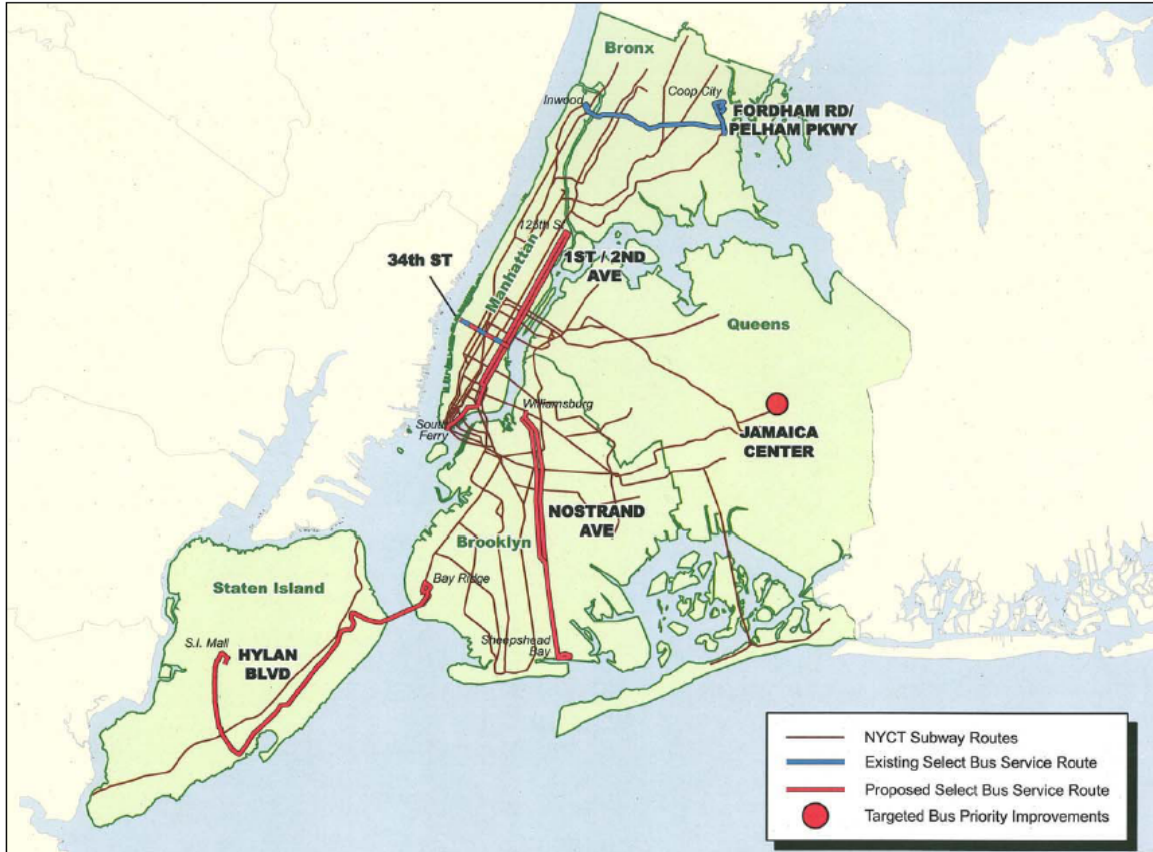 Bronx
Inwood
Coop City
FORDHAM RD/
PELHAM PKWY
125th St
34th ST
Manhattan
1ST / 2ND
AVE
Queens
Williamsburg
South
Ferry
JAMAICA
CENTER
NOSTRAND
AVE
Brooklyn
Bay Ridge
Staten Island
S.I. Mall
HYLAN
BLVD
Sheepshead
Bay
NYCT Subway Routes
Existing Select Bus Service Route
Proposed Select Bus Service Route
Targeted Bus Priority Improvements